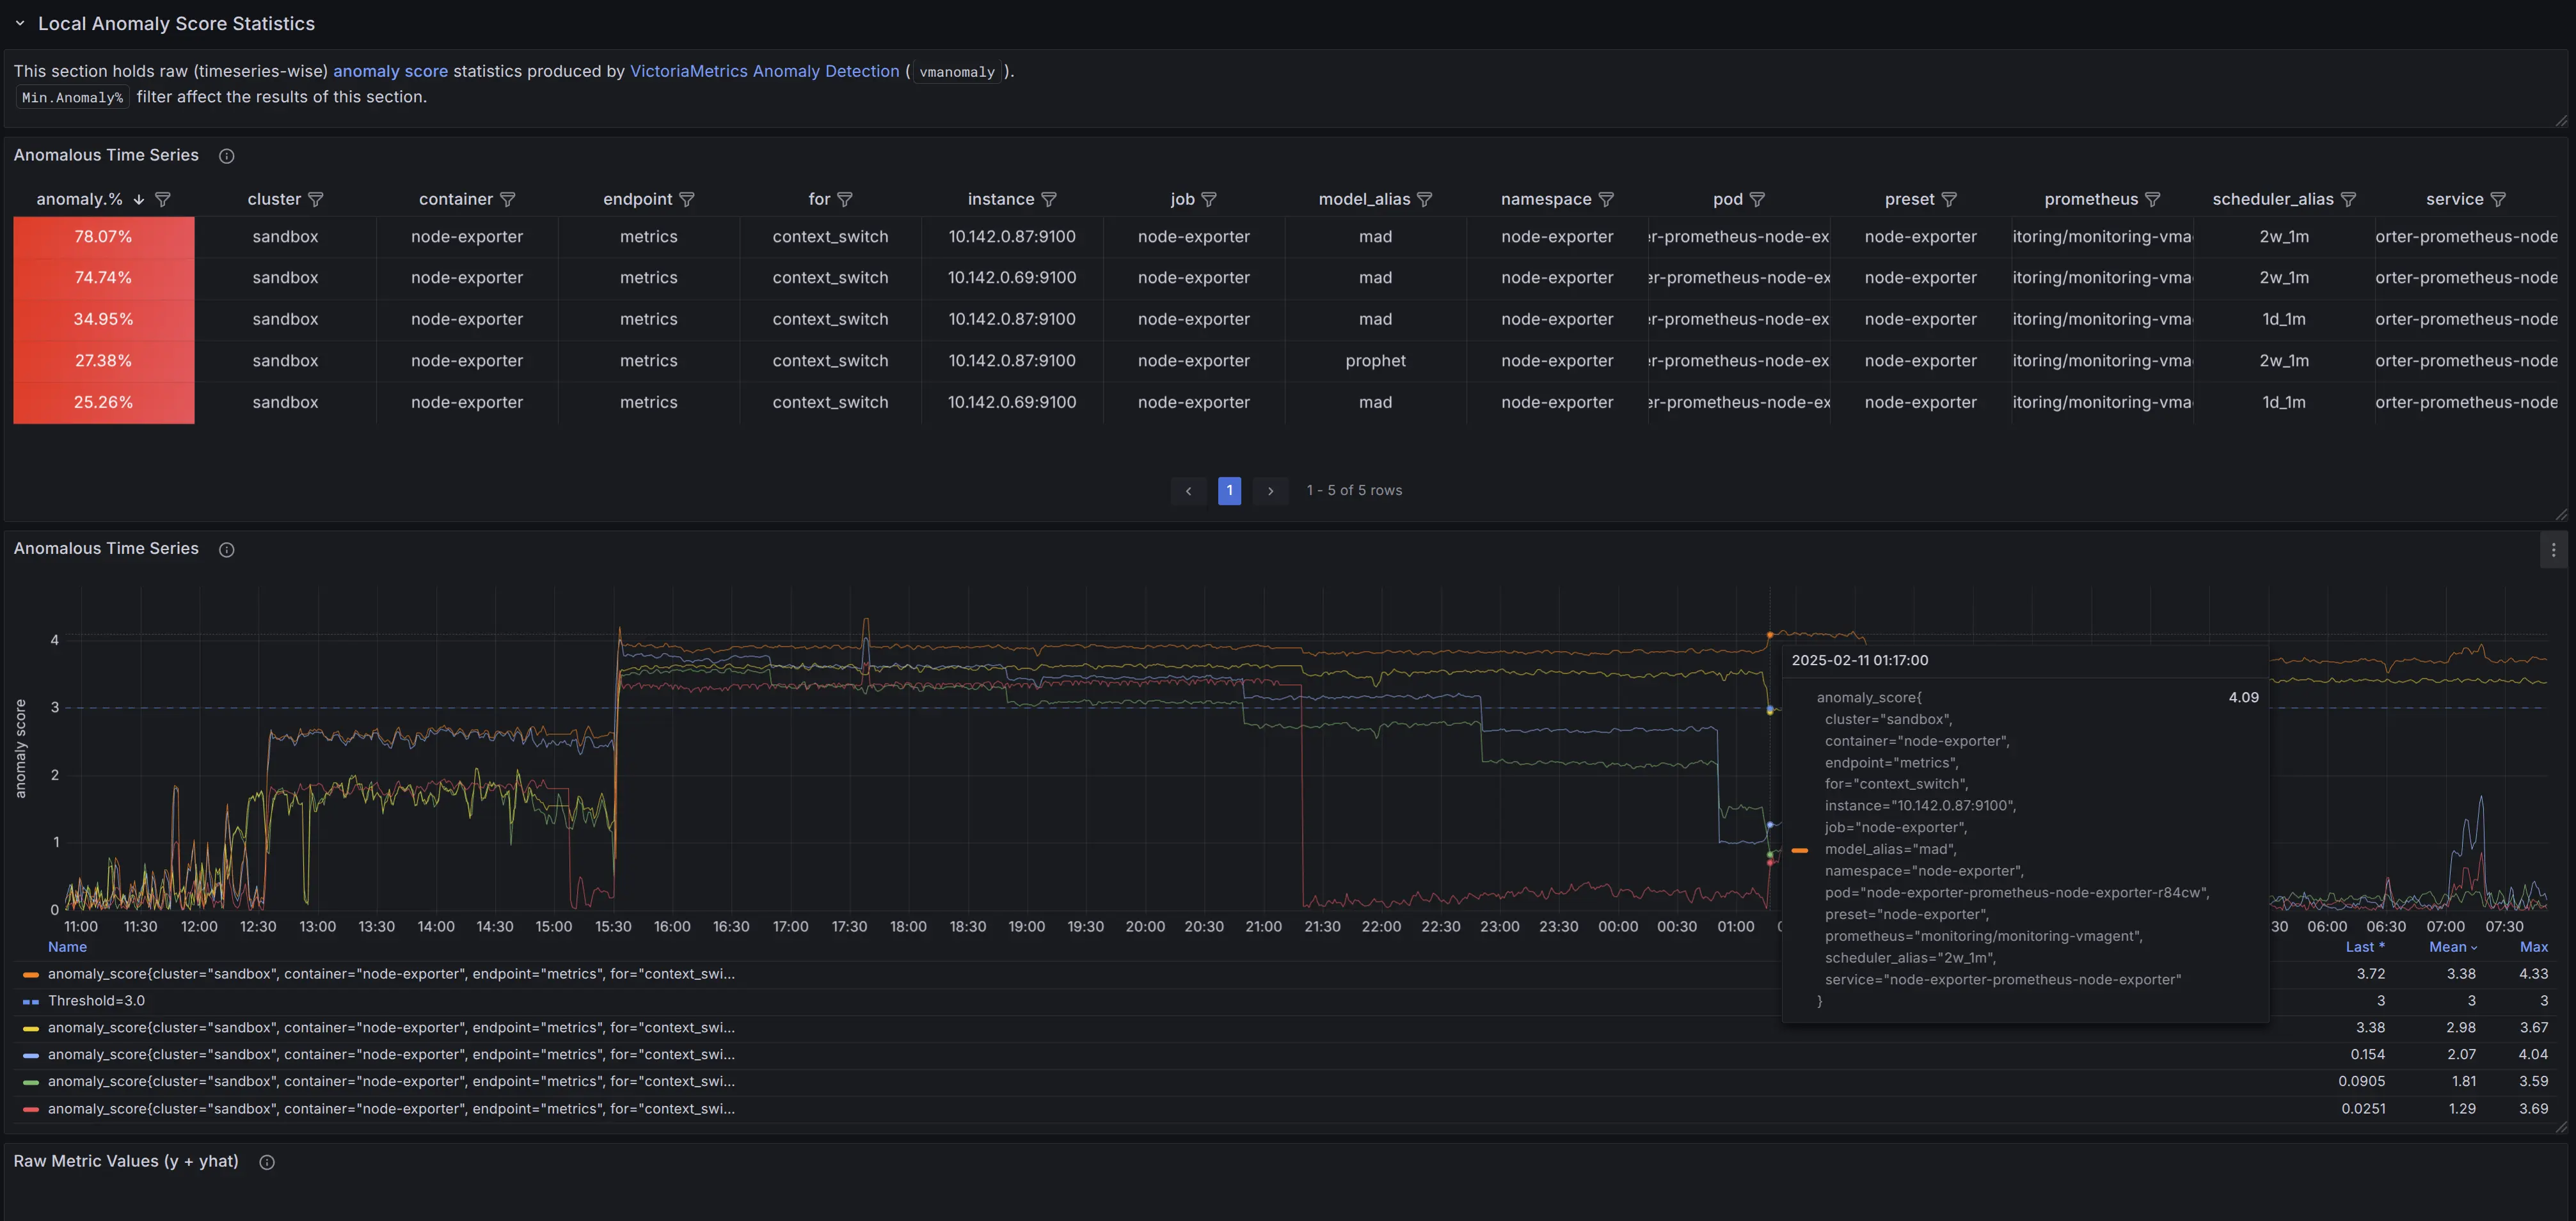 Local Anomaly Score Statistics
This section holds raw (timeseries-wise) anomaly score statistics produced by VictoriaMetrics Anomaly Detection ( vmanomaly ).
Min.Anomaly% filter affect the results of this section.
Anomalous Time Series
anomaly.% cluster container endpoint for instance job model_alias namespace pod preset prometheus scheduler_alias service
78.07% sandbox node-exporter metrics context_switch 10.142.0.87:9100 node-exporter mad node-exporter er-prometheus-node-ex node-exporter itoring/monitoring-vma 2w_1m orter-prometheus-node
74.74% sandbox node-exporter metrics context_switch 10.142.0.69:9100 node-exporter mad node-exporter er-prometheus-node-ex node-exporter itoring/monitoring-vma 2w_1m orter-prometheus-node
34.95% sandbox node-exporter metrics context_switch 10.142.0.87:9100 node-exporter mad node-exporter er-prometheus-node-ex node-exporter itoring/monitoring-vma 1d_1m orter-prometheus-node
27.38% sandbox node-exporter metrics context_switch 10.142.0.87:9100 node-exporter prophet node-exporter er-prometheus-node-ex node-exporter itoring/monitoring-vma 2w_1m orter-prometheus-node
25.26% sandbox node-exporter metrics context_switch 10.142.0.69:9100 node-exporter mad node-exporter er-prometheus-node-ex node-exporter itoring/monitoring-vma 1d_1m orter-prometheus-node
1 1 - 5 of 5 rows
Anomalous Time Series
anomaly score
4
3
2
1
0
11:00 11:30 12:00 12:30 13:00 13:30 14:00 14:30 15:00 15:30 16:00 16:30 17:00 17:30 18:00 18:30 19:00 19:30 20:00 20:30 21:00 21:30 22:00 22:30 23:00 23:30 00:00 00:30 01:00 30 06:00 06:30 07:00 07:30
2025-02-11 01:17:00
anomaly_score{ 4.09
cluster="sandbox",
container="node-exporter",
endpoint="metrics",
for="context_switch",
instance="10.142.0.87:9100",
job="node-exporter",
model_alias="mad",
namespace="node-exporter",
pod="node-exporter-prometheus-node-exporter-r84cw",
preset="node-exporter",
prometheus="monitoring/monitoring-vmagent",
scheduler_alias="2w_1m",
service="node-exporter-prometheus-node-exporter"
}
Name Last * Mean Max
anomaly_score{cluster="sandbox", container="node-exporter", endpoint="metrics", for="context_swi... 3.72 3.38 4.33
Threshold=3.0 3 3 3
anomaly_score{cluster="sandbox", container="node-exporter", endpoint="metrics", for="context_swi... 3.38 2.98 3.67
anomaly_score{cluster="sandbox", container="node-exporter", endpoint="metrics", for="context_swi... 0.154 2.07 4.04
anomaly_score{cluster="sandbox", container="node-exporter", endpoint="metrics", for="context_swi... 0.0905 1.81 3.59
anomaly_score{cluster="sandbox", container="node-exporter", endpoint="metrics", for="context_swi... 0.0251 1.29 3.69
Raw Metric Values (y + yhat)